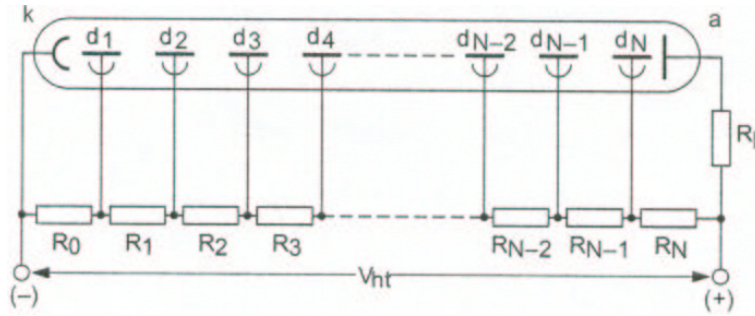 k a
d1 d2 d3 d4 dN–2 dN–1 dN
R0 R1 R2 R3 RN–2 RN–1 RN
(–) Vht (+)